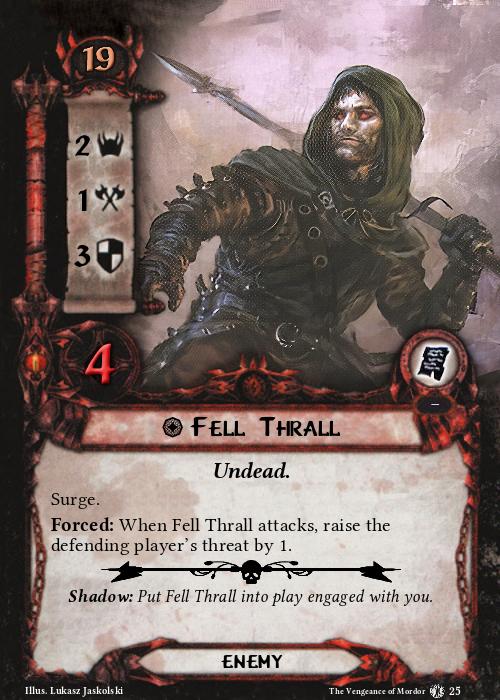 19
2
1
3
4
–
Fell Thrall
Undead.
Surge.
Forced: When Fell Thrall attacks, raise the
defending player's threat by 1.
Shadow: Put Fell Thrall into play engaged with you.
ENEMY
Illus. Lukasz Jaskolski
The Vengeance of Mordor 25